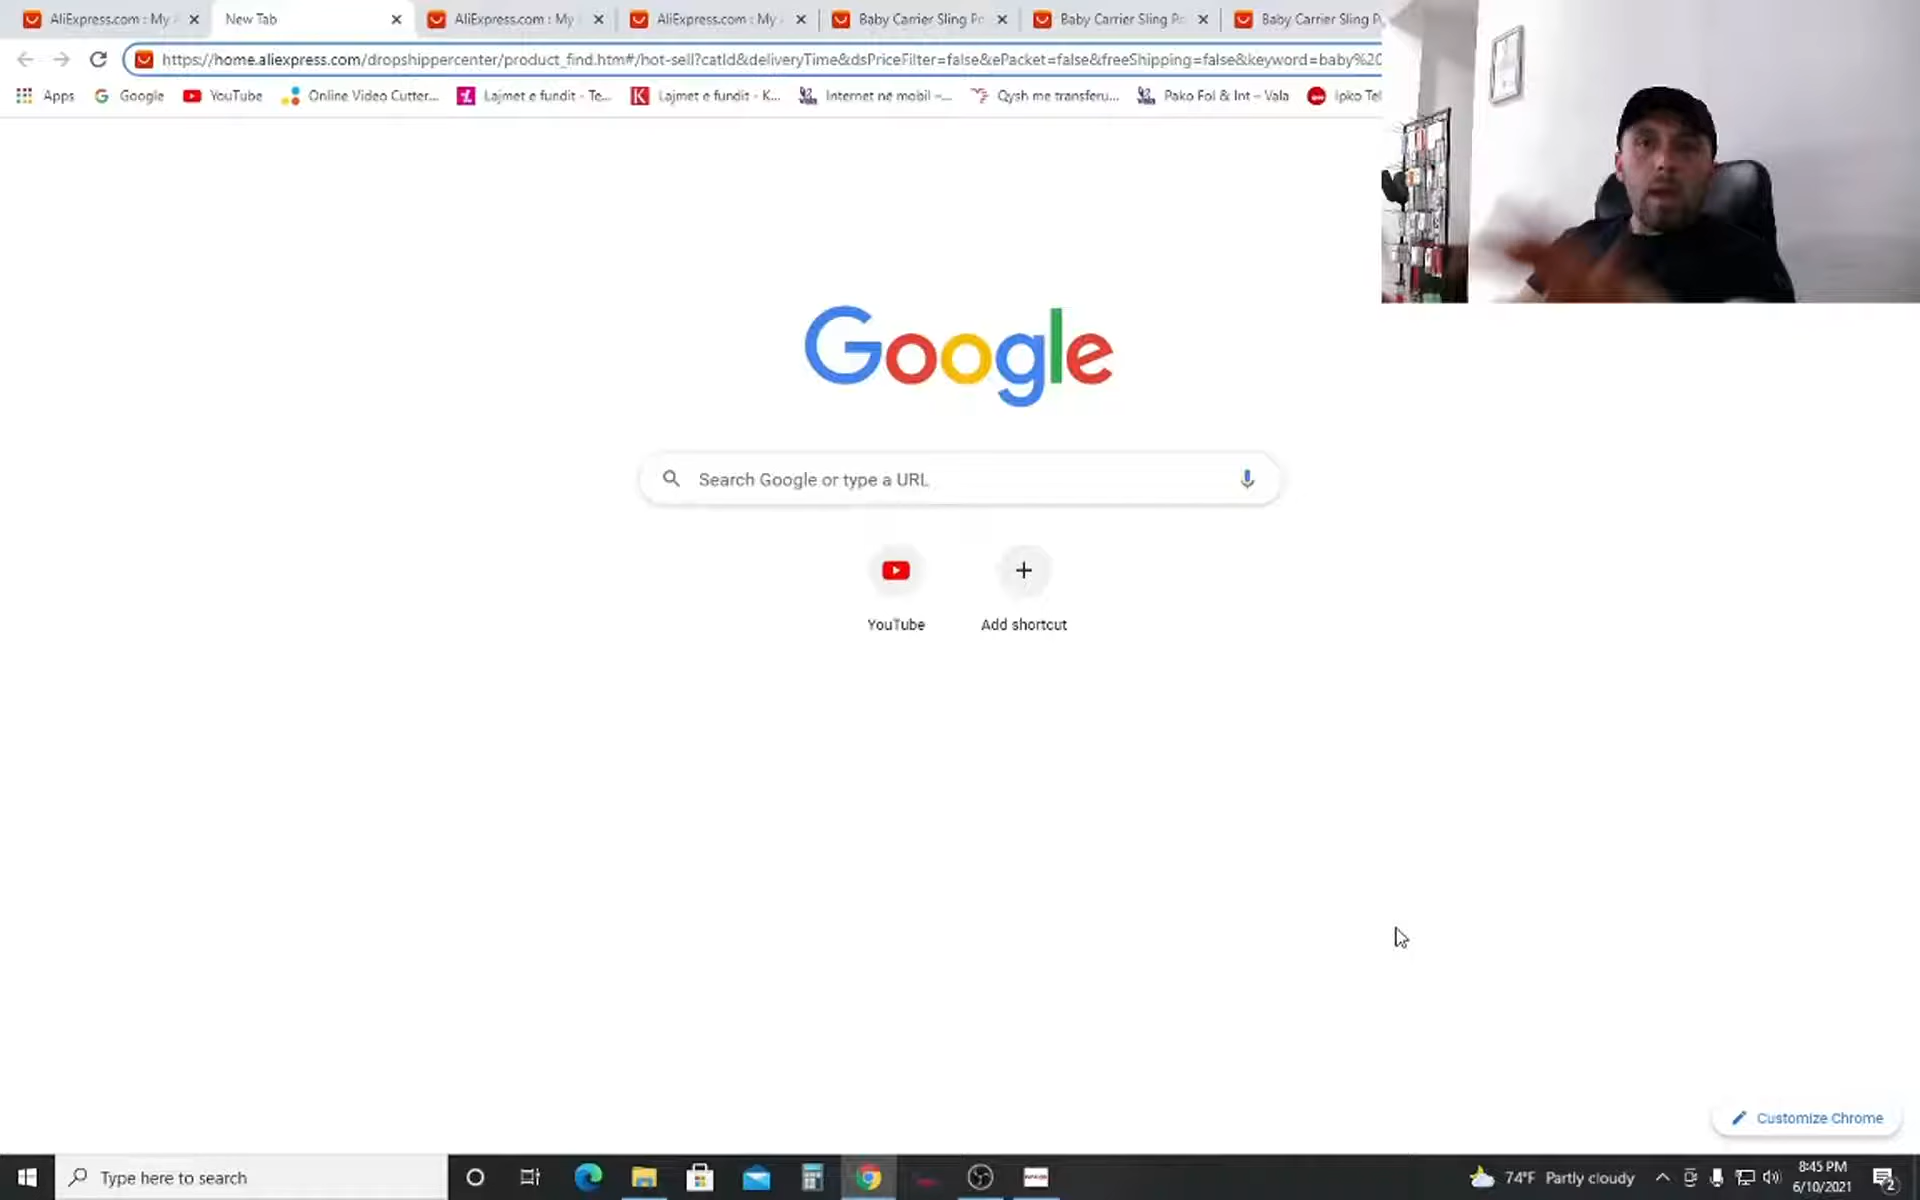 AliExpress.com : My
New Tab
AliExpress.com : My
AliExpress.com : My
Baby Carrier Sling Po
Baby Carrier Sling Po
Baby Carrier Sling P
https://home.aliexpress.com/dropshippercenter/product_find.htm#/hot-sell?catId&deliveryTime&dsPriceFilter=false&ePacket=false&freeShipping=false&keyword=baby%20
Apps
Google
YouTube
Online Video Cutter...
Lajmet e fundit - Te...
Lajmet e fundit - K...
Internet në mobil –...
Qysh me transferu...
Pako Fol & Int – Vala
Ipko Tel
Google
Search Google or type a URL
YouTube
Add shortcut
Customize Chrome
Type here to search
74°F Partly cloudy
8:45 PM
6/10/2021
2